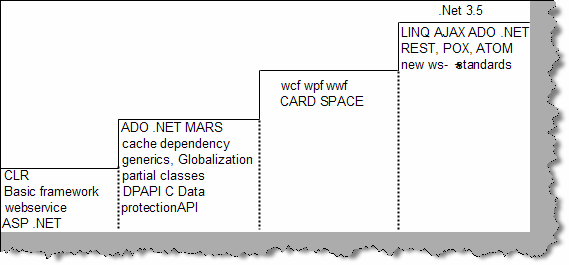 .Net 3.5
LINQ AJAX ADO .NET
REST, POX, ATOM
new ws- *standards
wcf wpf wwf
CARD SPACE
ADO .NET MARS
cache dependency
generics, Globalization
partial classes
DPAPI C Data
protectionAPI
CLR
Basic framework
webservice
ASP .NET